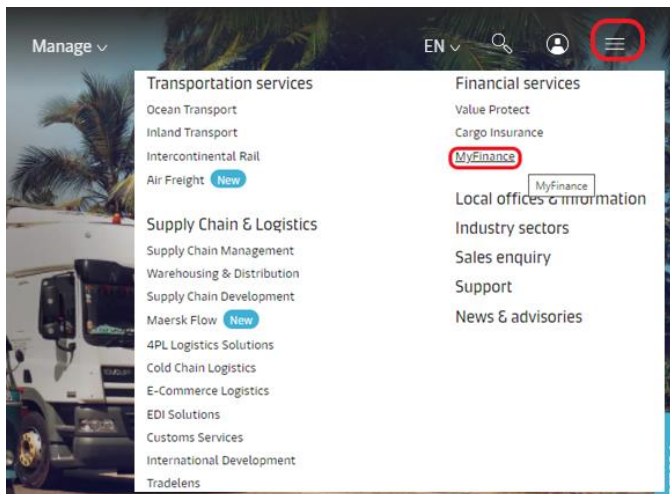 Manage
EN
Transportation services
Ocean Transport
Inland Transport
Intercontinental Rail
Air Freight New
Supply Chain & Logistics
Supply Chain Management
Warehousing & Distribution
Supply Chain Development
Maersk Flow New
4PL Logistics Solutions
Cold Chain Logistics
E-Commerce Logistics
EDI Solutions
Customs Services
International Development
Tradelens
Financial services
Value Protect
Cargo Insurance
MyFinance
MyFinance
Local offices & information
Industry sectors
Sales enquiry
Support
News & advisories